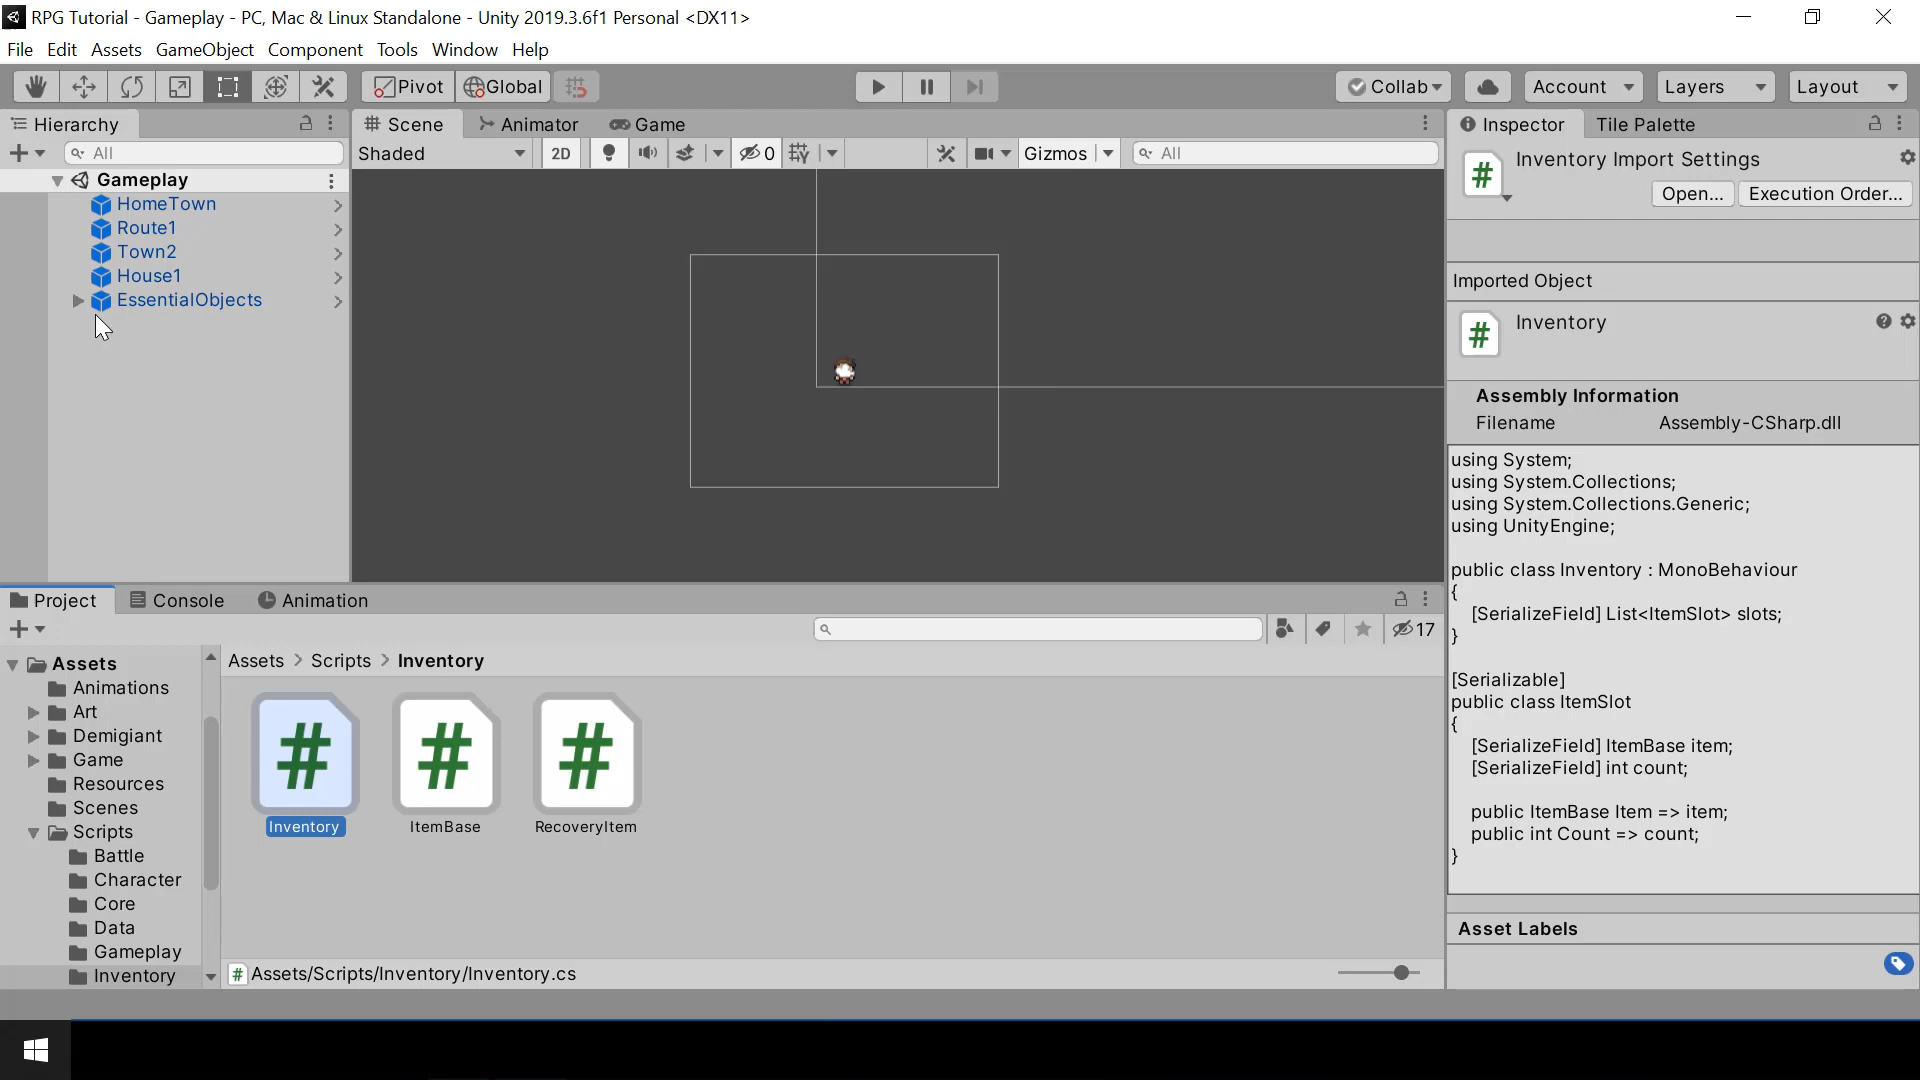 RPG Tutorial - Gameplay - PC, Mac & Linux Standalone - Unity 2019.3.6f1 Personal <DX11>
File Edit Assets GameObject Component Tools Window Help
Pivot Global Collab Account Layers Layout
Hierarchy
All
Gameplay
HomeTown
Route1
Town2
House1
EssentialObjects
Scene Animator Game
Shaded 2D 0 Gizmos All
Inspector Tile Palette
Inventory Import Settings
Open... Execution Order...
Imported Object
# Inventory
Assembly Information
Filename Assembly-CSharp.dll
using System;
using System.Collections;
using System.Collections.Generic;
using UnityEngine;
public class Inventory : MonoBehaviour
{
[SerializeField] List<ItemSlot> slots;
}
[Serializable]
public class ItemSlot
{
[SerializeField] ItemBase item;
[SerializeField] int count;
public ItemBase Item => item;
public int Count => count;
}
Asset Labels
Project Console Animation
17
Assets
Animations
Art
Demigiant
Game
Resources
Scenes
Scripts
Battle
Character
Core
Data
Gameplay
Inventory
Assets > Scripts > Inventory
# # #
Inventory ItemBase RecoveryItem
# Assets/Scripts/Inventory/Inventory.cs